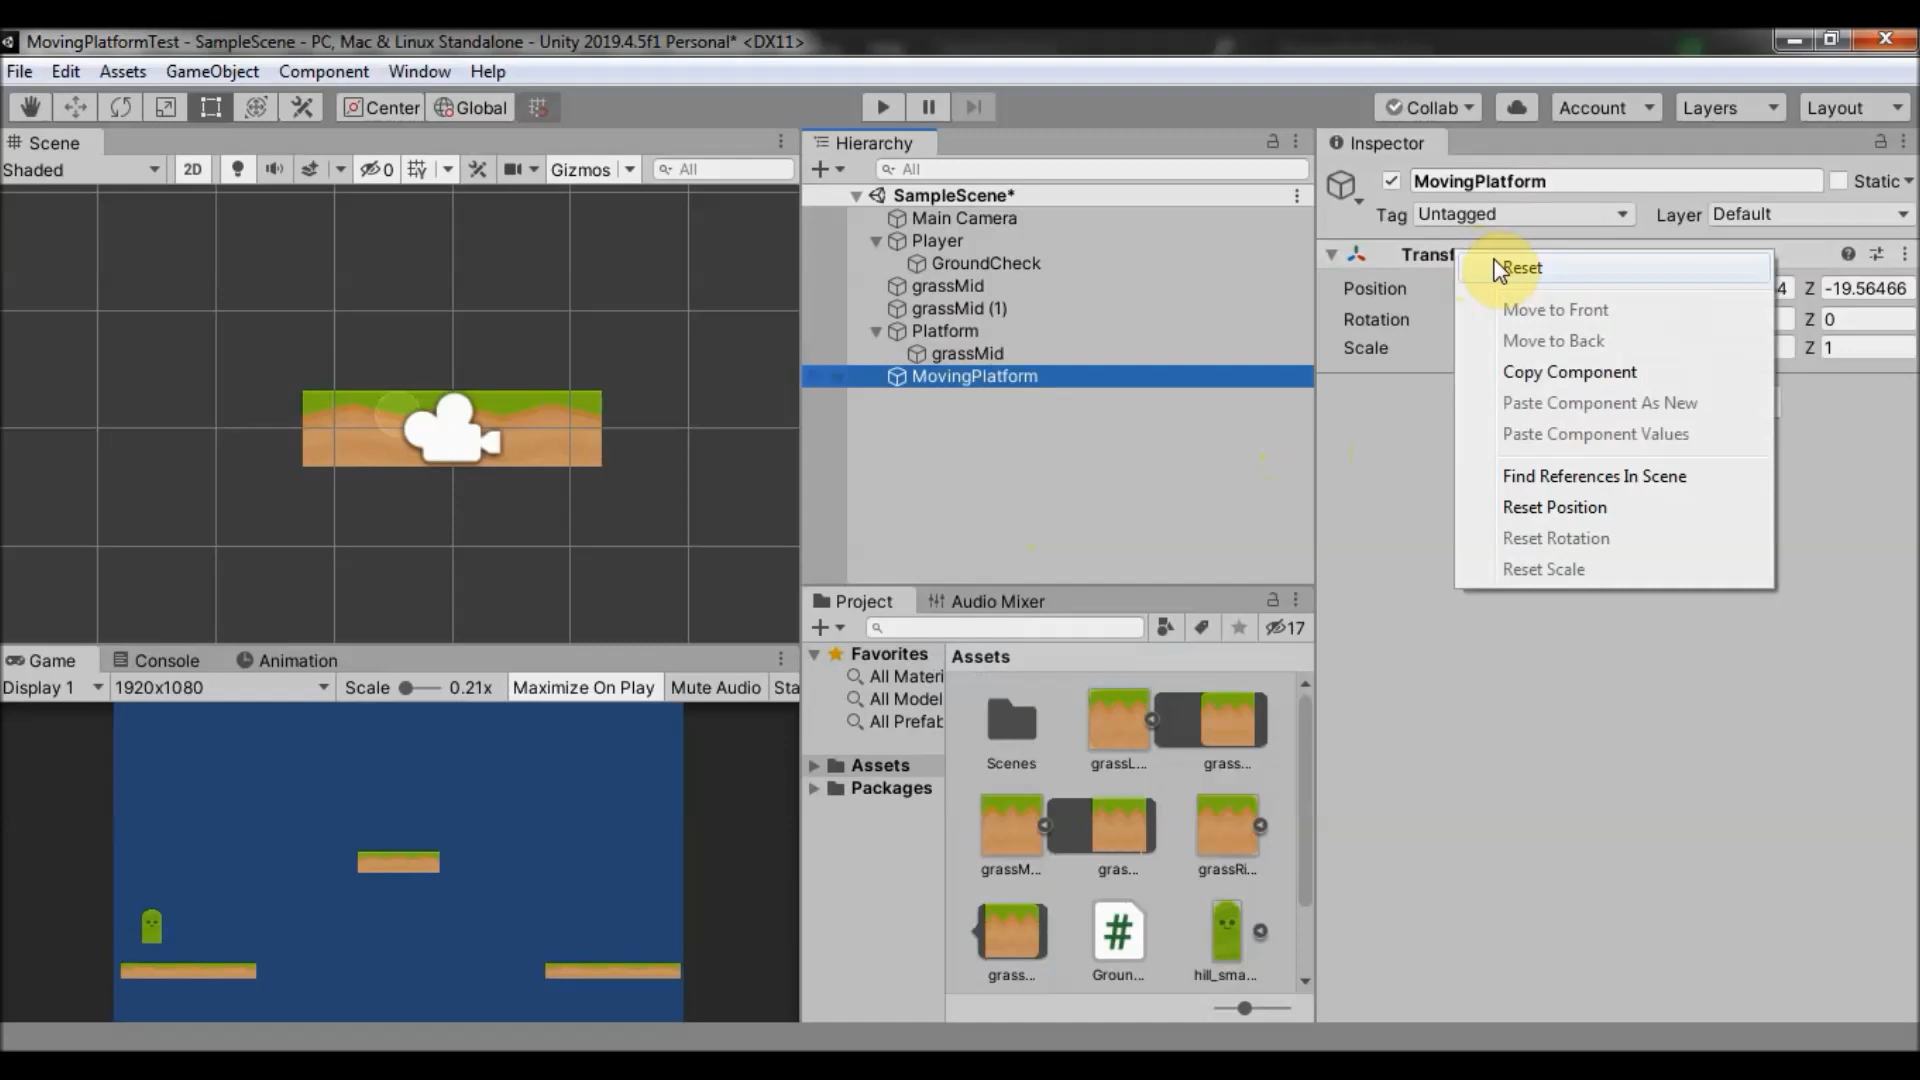 MovingPlatformTest - SampleScene - PC, Mac & Linux Standalone - Unity 2019.4.5f1 Personal* <DX11>
File Edit Assets GameObject Component Window Help
Center Global Collab Account Layers Layout
Scene
Shaded 2D 0 Gizmos All
Hierarchy
All
SampleScene*
Main Camera
Player
GroundCheck
grassMid
grassMid (1)
Platform
grassMid
MovingPlatform
Inspector
MovingPlatform Static
Tag Untagged Layer Default
Transf
Position 4 Z -19.56466
Rotation Z 0
Scale Z 1
Reset
Move to Front
Move to Back
Copy Component
Paste Component As New
Paste Component Values
Find References In Scene
Reset Position
Reset Rotation
Reset Scale
Game Console Animation
Display 1 1920x1080 Scale 0.21x Maximize On Play Mute Audio Sta
Project Audio Mixer
17
Favorites
All Materi
All Model
All Prefab
Assets
Packages
Assets
Scenes grassL... grass...
grassM... gras... grassRi...
grass... Groun... hill_sma...
#